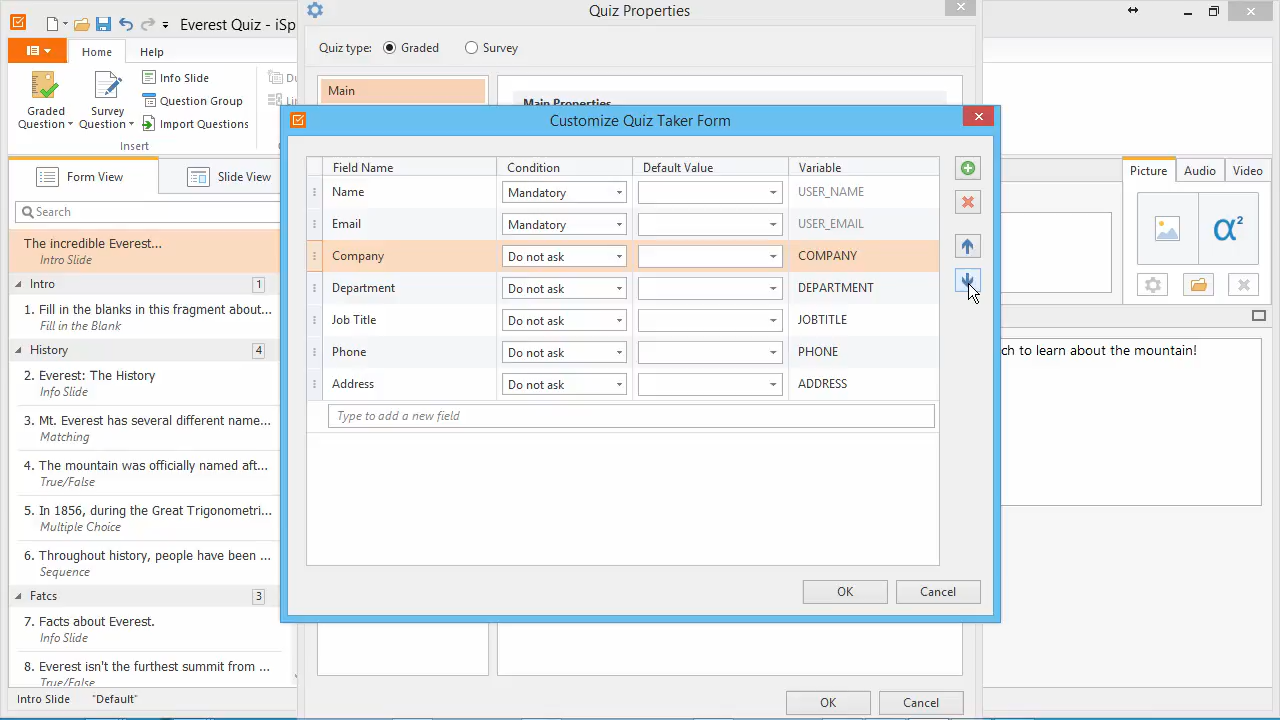 Quiz Properties
Everest Quiz - iSp
Home
Help
Graded Question
Survey Question
Info Slide
Question Group
Import Questions
Du
Insert
Quiz type:
Graded
Survey
Main
Main Properties
Customize Quiz Taker Form
Form View
Slide View
Search
The incredible Everest...
Intro Slide
Intro
1
1. Fill in the blanks in this fragment about...
Fill in the Blank
History
4
2. Everest: The History
Info Slide
3. Mt. Everest has several different name...
Matching
4. The mountain was officially named aft...
True/False
5. In 1856, during the Great Trigonometri...
Multiple Choice
6. Throughout history, people have been ...
Sequence
Fatcs
3
7. Facts about Everest.
Info Slide
8. Everest isn't the furthest summit from ...
True/False
Intro Slide
"Default"
Field Name Condition Default Value Variable
Name Mandatory USER_NAME
Email Mandatory USER_EMAIL
Company Do not ask COMPANY
Department Do not ask DEPARTMENT
Job Title Do not ask JOBTITLE
Phone Do not ask PHONE
Address Do not ask ADDRESS
Type to add a new field
OK
Cancel
OK
Cancel
Picture
Audio
Video
α²
ch to learn about the mountain!